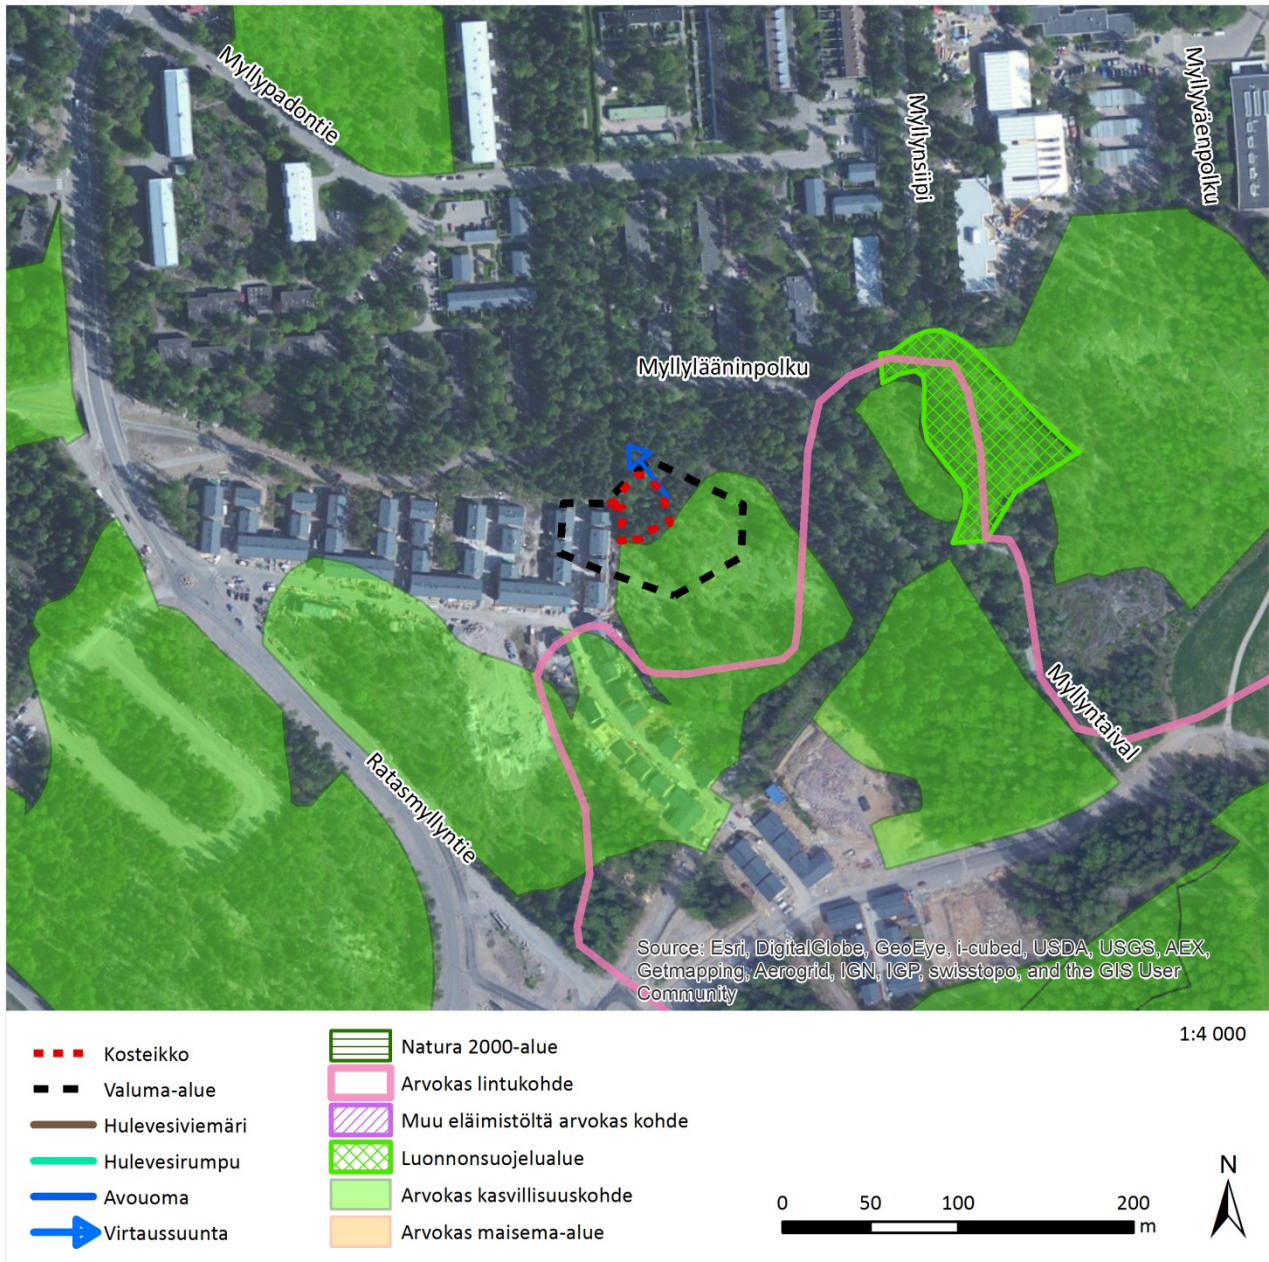 Myllypadontie
Myllynsiipi
Myllyväenpolku
Myllylääninpolku
Myllyntaival
Ratasmyllyntie
Source: Esri, DigitalGlobe, GeoEye, i-cubed, USDA, USGS, AEX,
Getmapping, Aerogrid, IGN, IGP, swisstopo, and the GIS User
Community
Kosteikko
Valuma-alue
Hulevesiviemäri
Hulevesirumpu
Avouoma
Virtaussuunta
Natura 2000-alue
Arvokas lintukohde
Muu eläimistöltä arvokas kohde
Luonnonsuojelualue
Arvokas kasvillisuuskohde
Arvokas maisema-alue
1:4 000
N
0 50 100 200
m